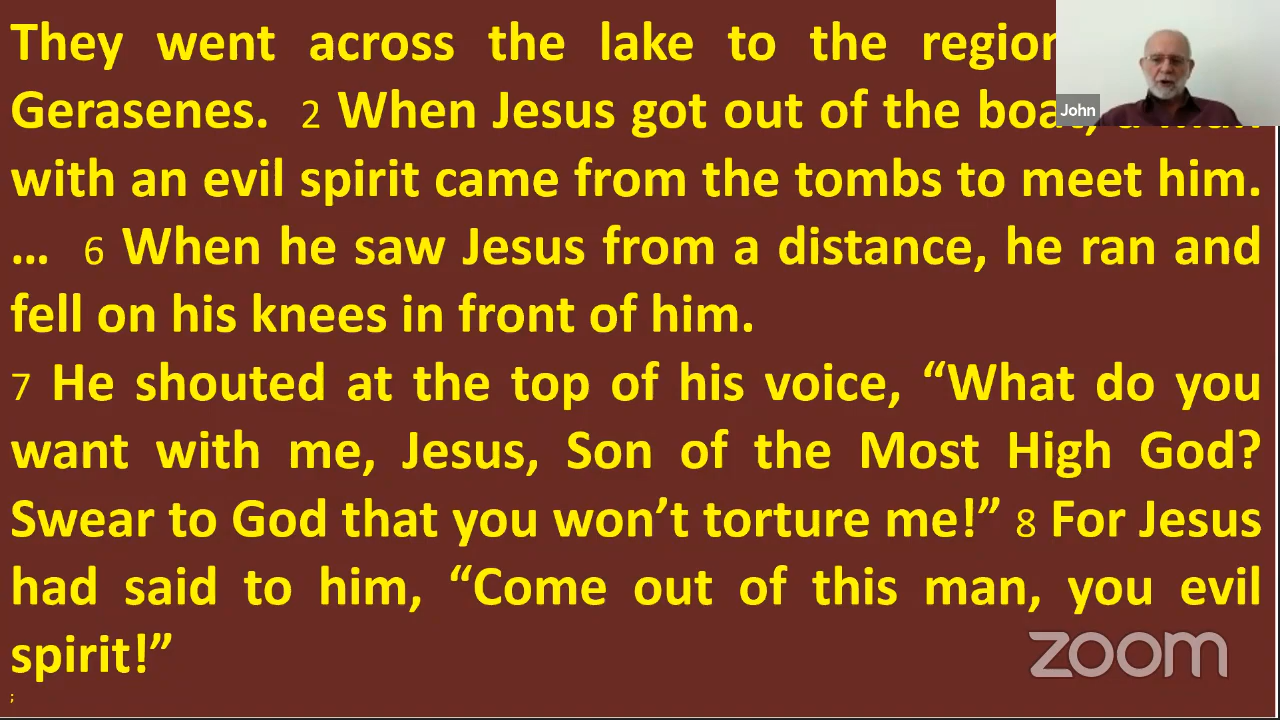 They went across the lake to the region
Gerasenes. 2 When Jesus got out of the boat, a man
with an evil spirit came from the tombs to meet him.
… 6 When he saw Jesus from a distance, he ran and
fell on his knees in front of him.
7 He shouted at the top of his voice, “What do you
want with me, Jesus, Son of the Most High God?
Swear to God that you won’t torture me!” 8 For Jesus
had said to him, “Come out of this man, you evil
spirit!”
;
John
zoom